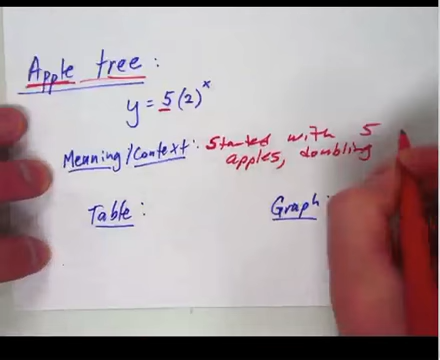 Apple tree:
y = 5(2)^x
Meaning/Context: Started with 5
apples, doubling
Table:
Graph: